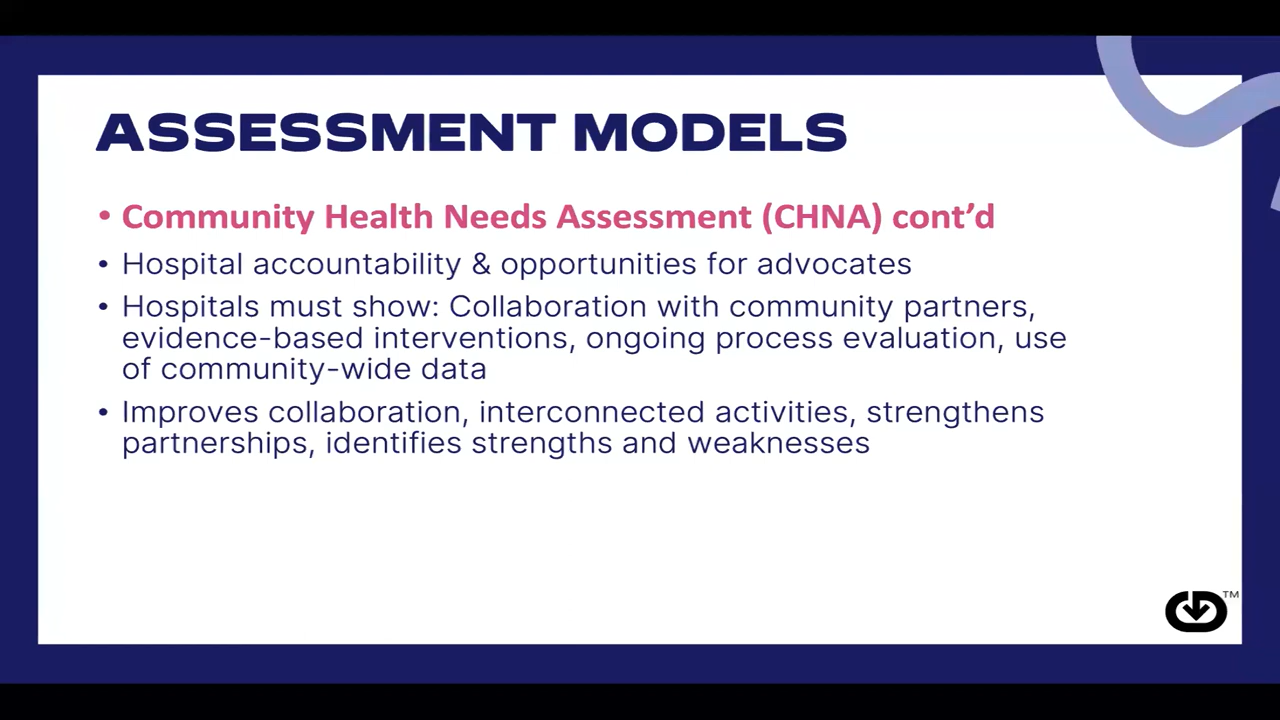 ASSESSMENT MODELS
• Community Health Needs Assessment (CHNA) cont’d
• Hospital accountability & opportunities for advocates
• Hospitals must show: Collaboration with community partners,
evidence-based interventions, ongoing process evaluation, use
of community-wide data
• Improves collaboration, interconnected activities, strengthens
partnerships, identifies strengths and weaknesses
TM